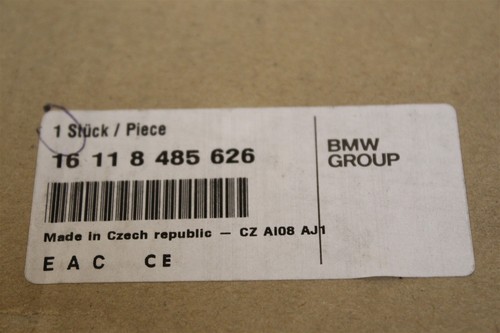 1 Stück / Piece
16 11 8 485 626
BMW
GROUP
Made in Czech republic – CZ AI08 AJ1
EAC CE